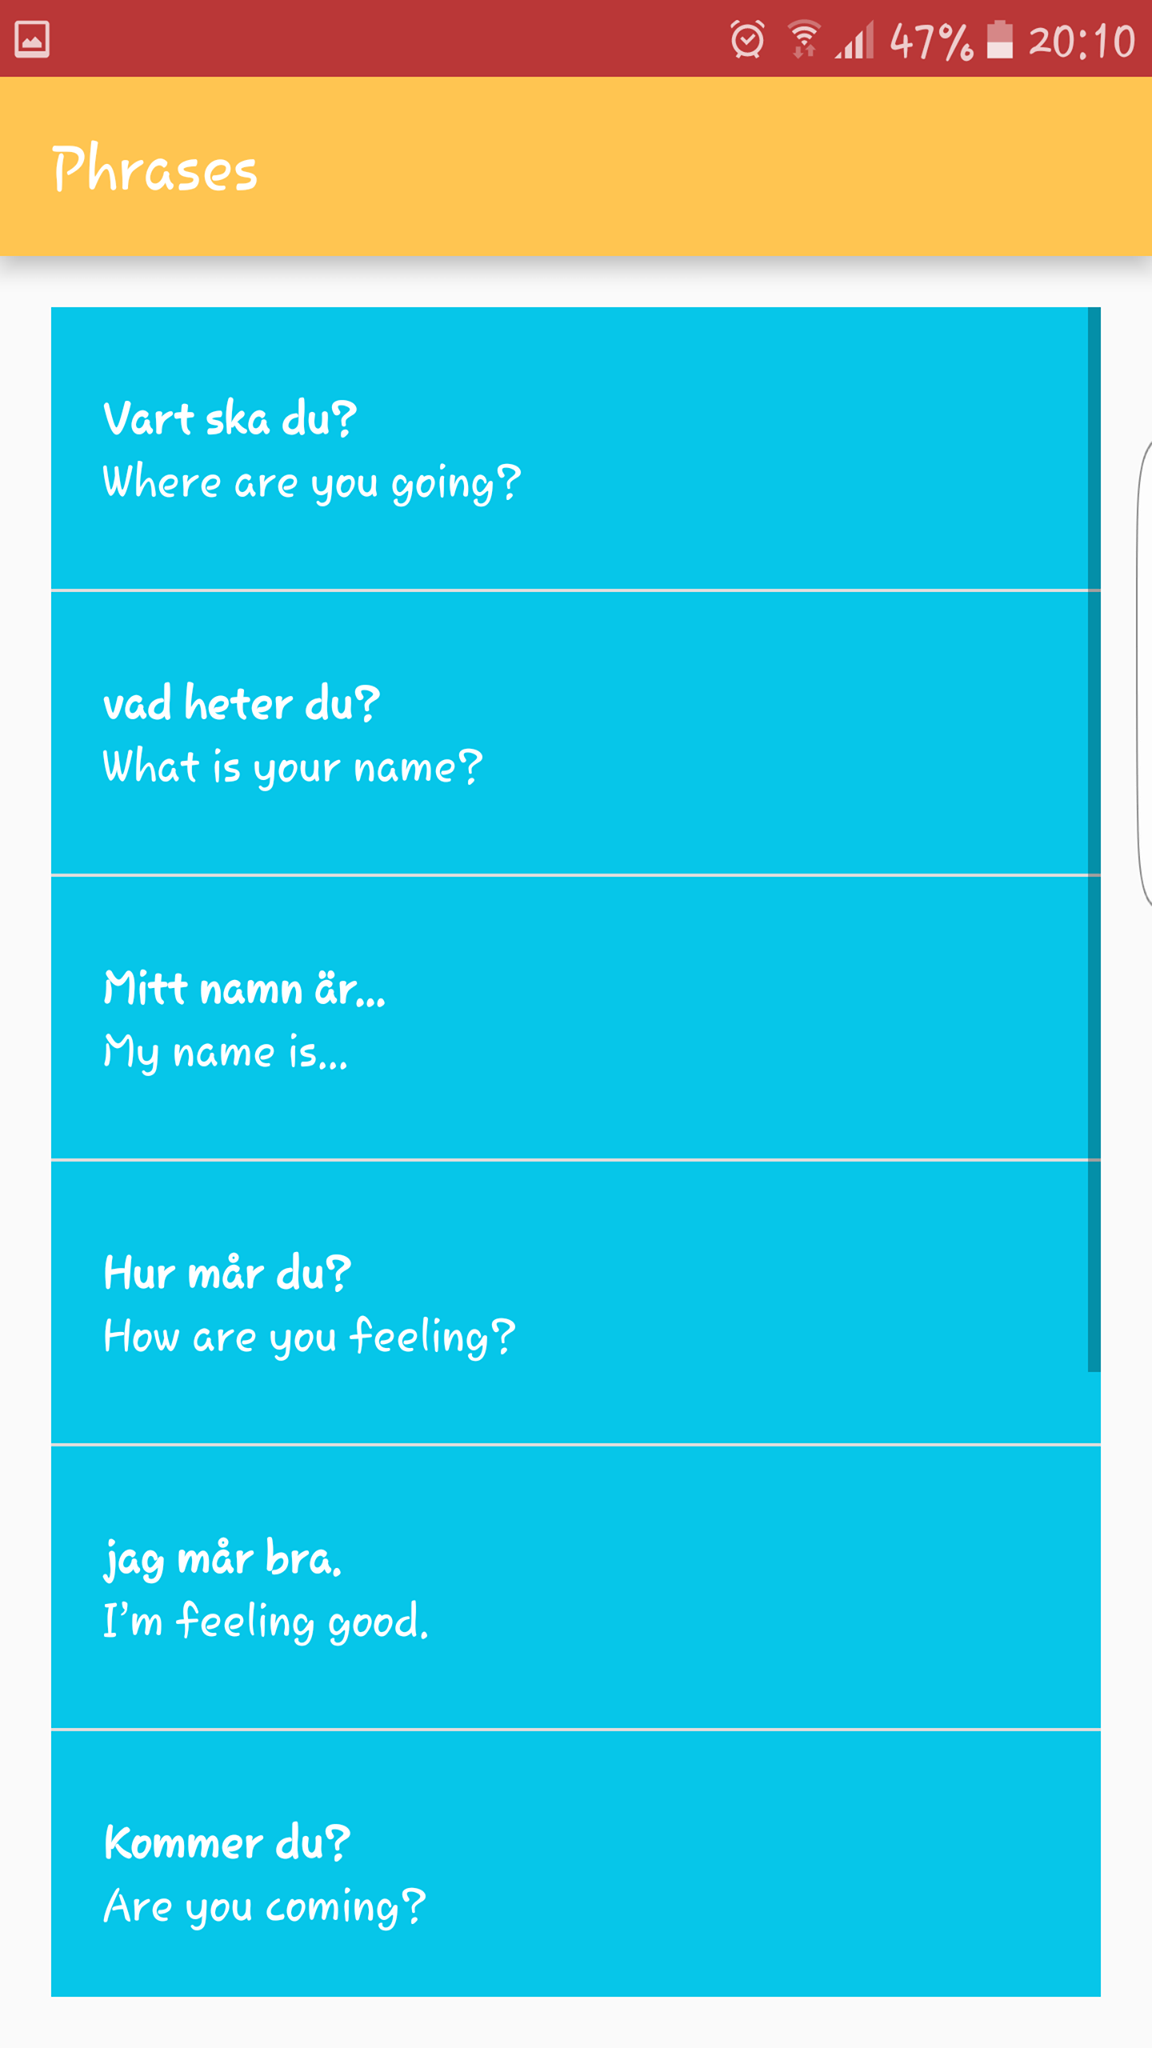 47% 20:10
Phrases
Vart ska du?
Where are you going?
vad heter du?
What is your name?
Mitt namn är...
My name is...
Hur mår du?
How are you feeling?
jag mår bra.
I'm feeling good.
Kommer du?
Are you coming?